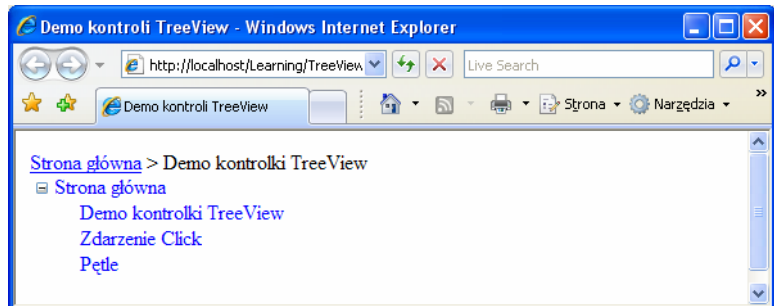 Demo kontroli TreeView - Windows Internet Explorer
http://localhost/Learning/TreeView
Live Search
Demo kontroli TreeView
Strona
Narzędzia
»
Strona główna > Demo kontrolki TreeView
Strona główna
Demo kontrolki TreeView
Zdarzenie Click
Pętle